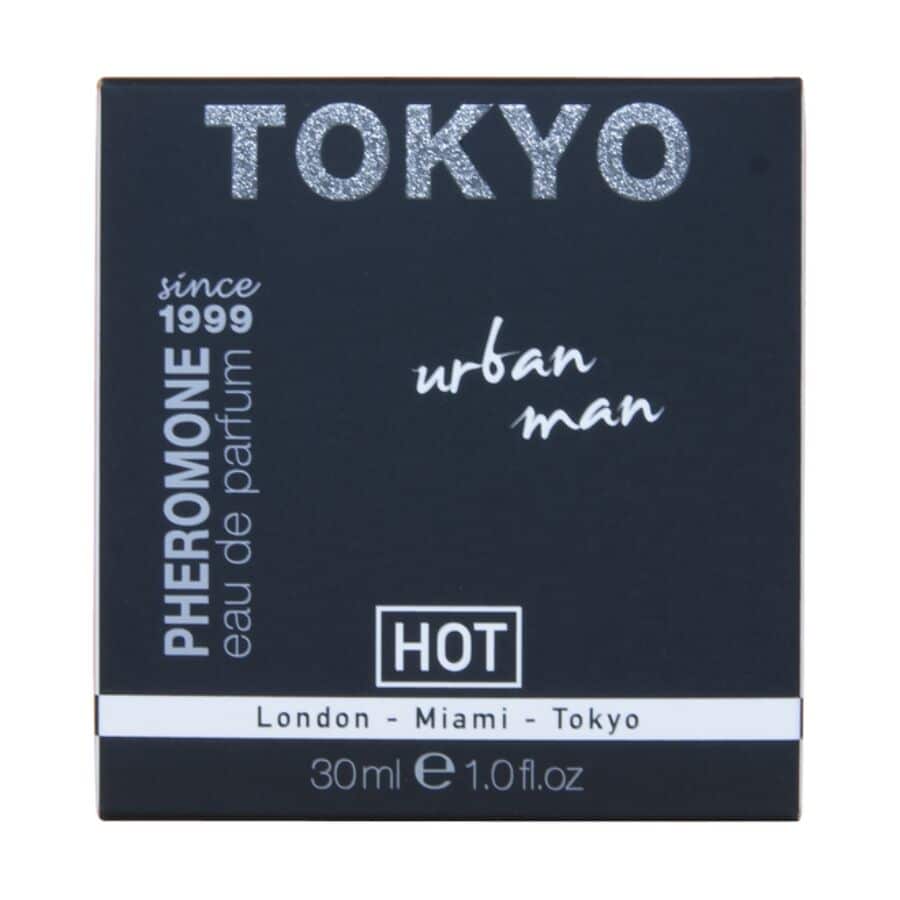 TOKYO
since
1999
PHEROMONE
eau de parfum
urban
man
HOT
London - Miami - Tokyo
30ml e 1.0fl.oz